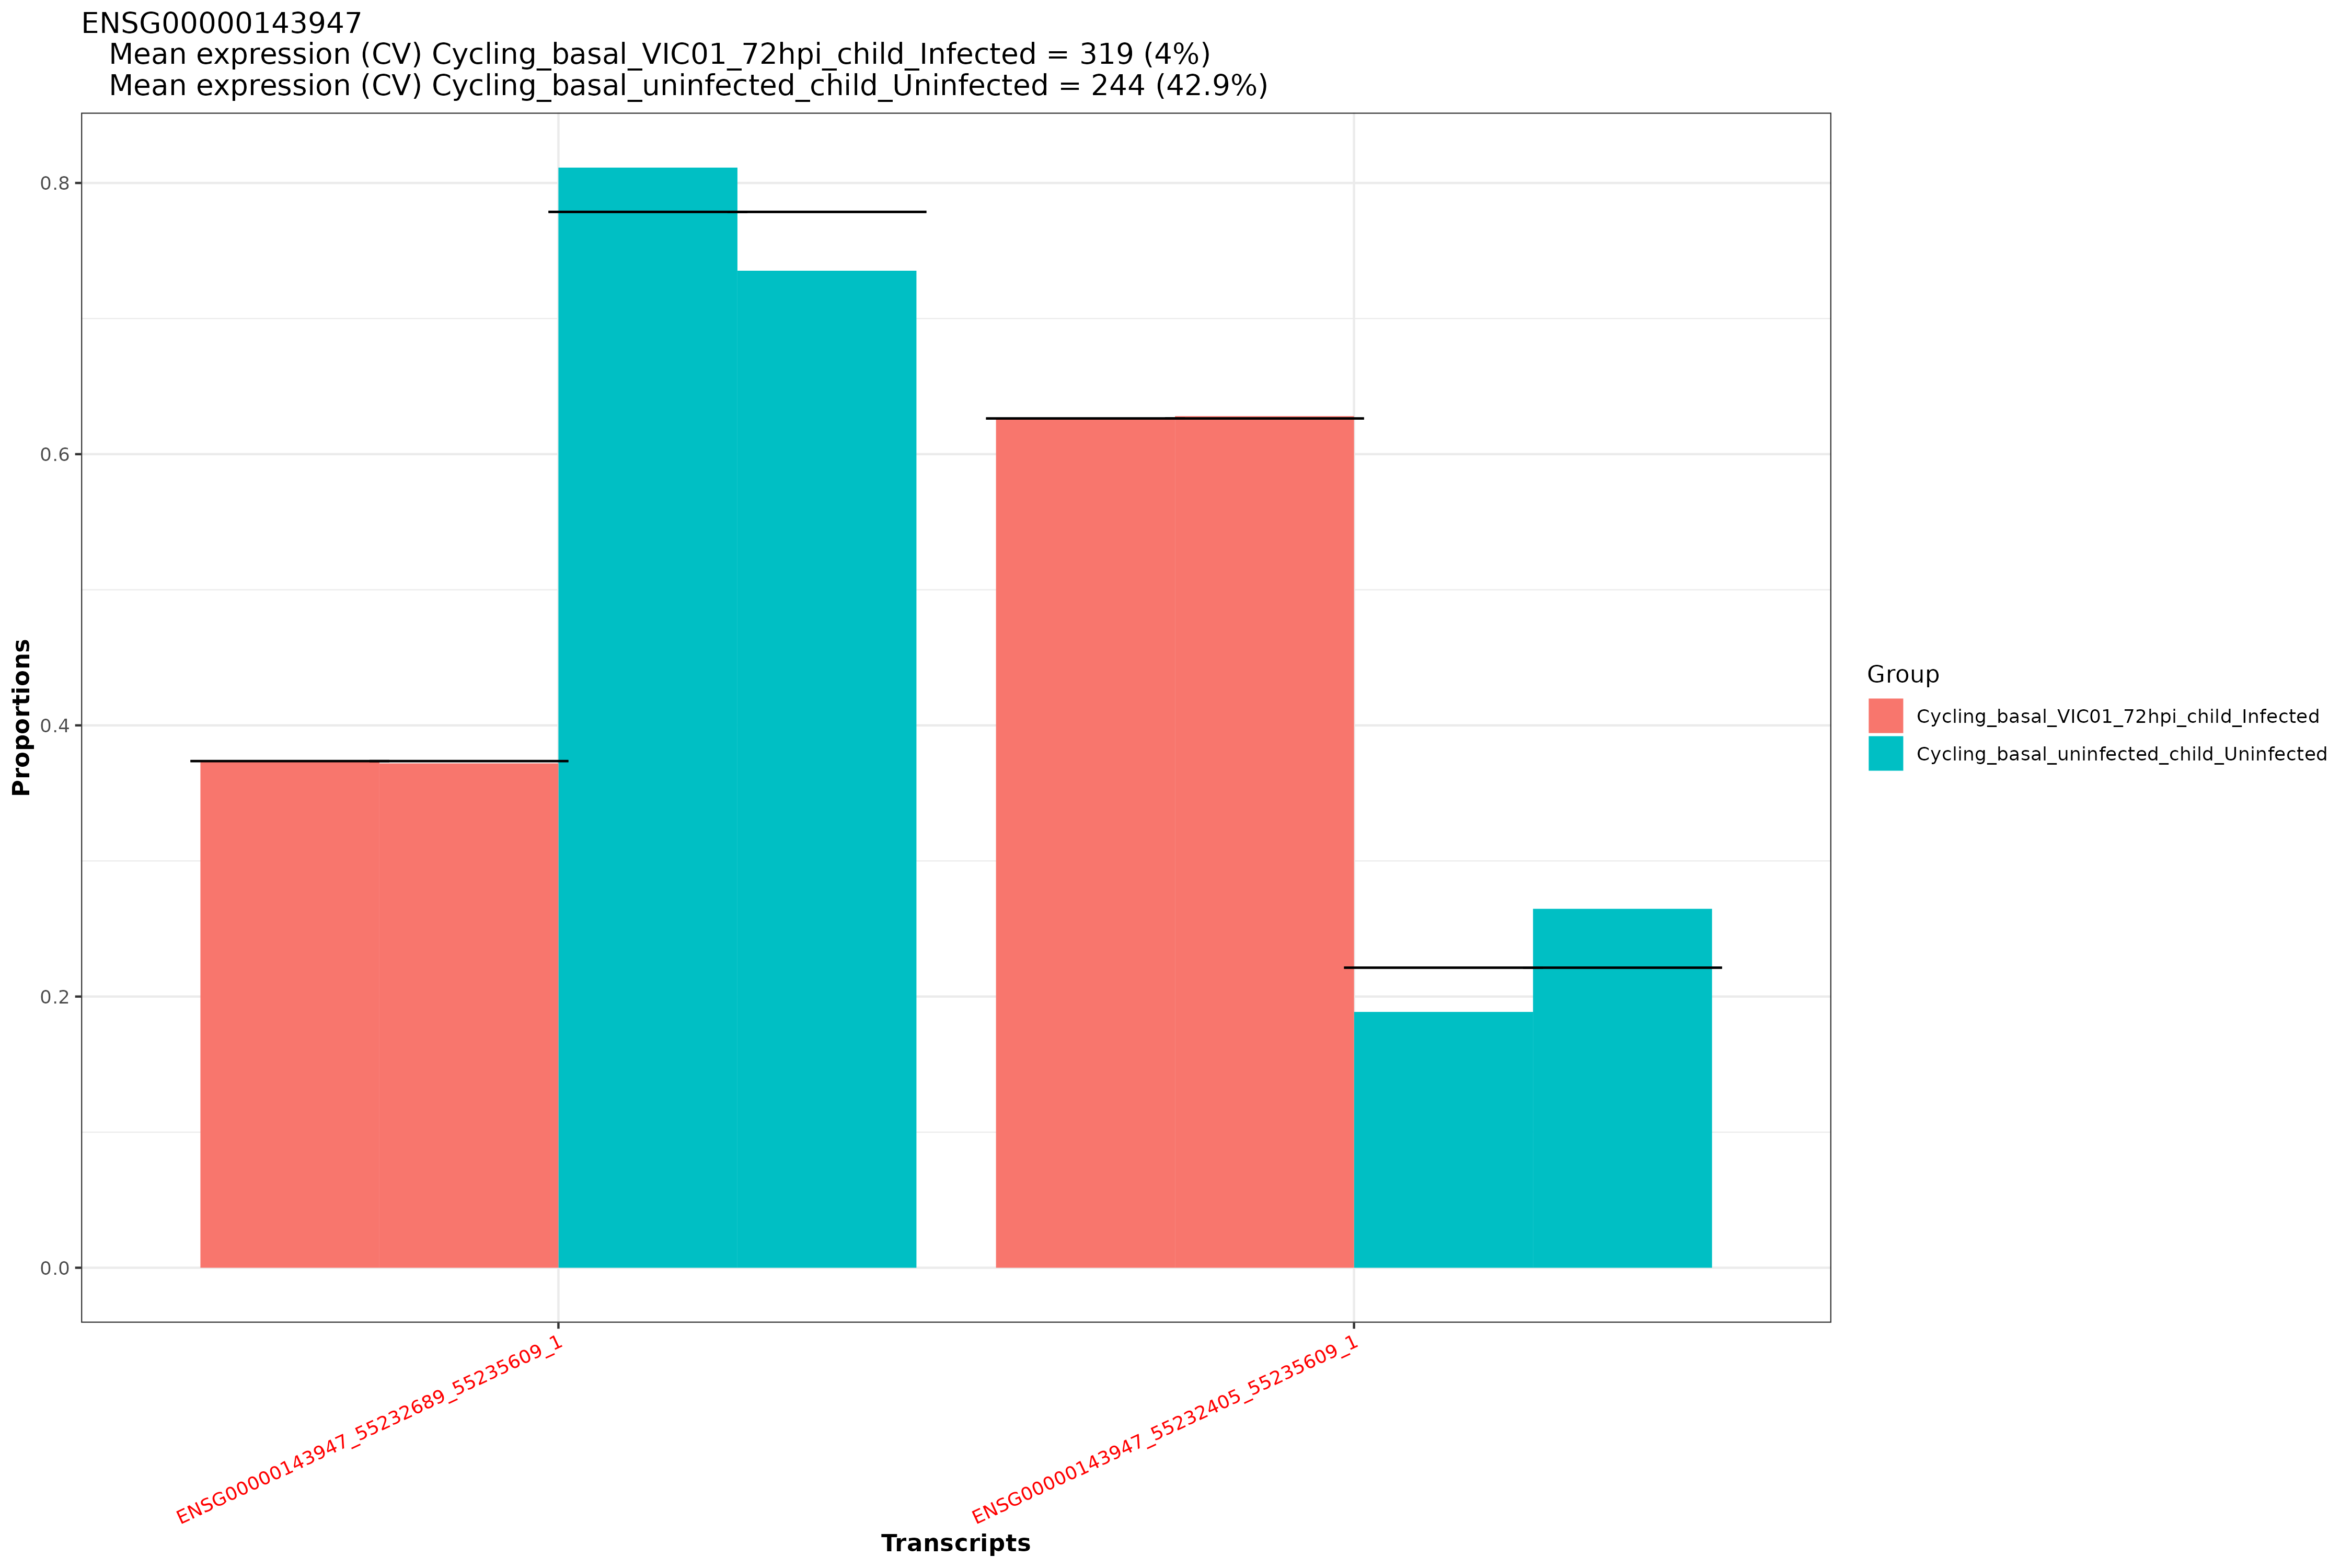 ENSG00000143947
Mean expression (CV) Cycling_basal_VIC01_72hpi_child_Infected = 319 (4%)
Mean expression (CV) Cycling_basal_uninfected_child_Uninfected = 244 (42.9%)
Proportions
0.8
0.6
0.4
0.2
0.0
ENSG00000143947_55232689_55235609_1
ENSG00000143947_55232405_55235609_1
Transcripts
Group
Cycling_basal_VIC01_72hpi_child_Infected
Cycling_basal_uninfected_child_Uninfected